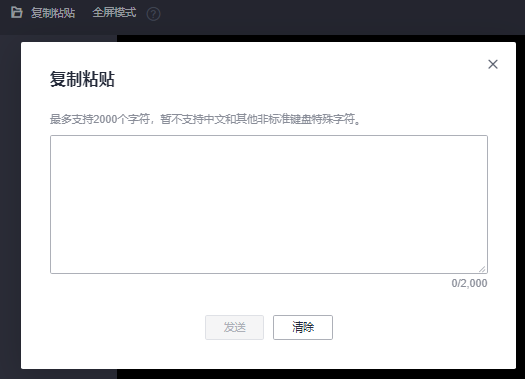 复制粘贴 全屏模式 ?
复制粘贴
最多支持2000个字符，暂不支持中文和其他非标准键盘特殊字符。
0/2,000
发送 清除